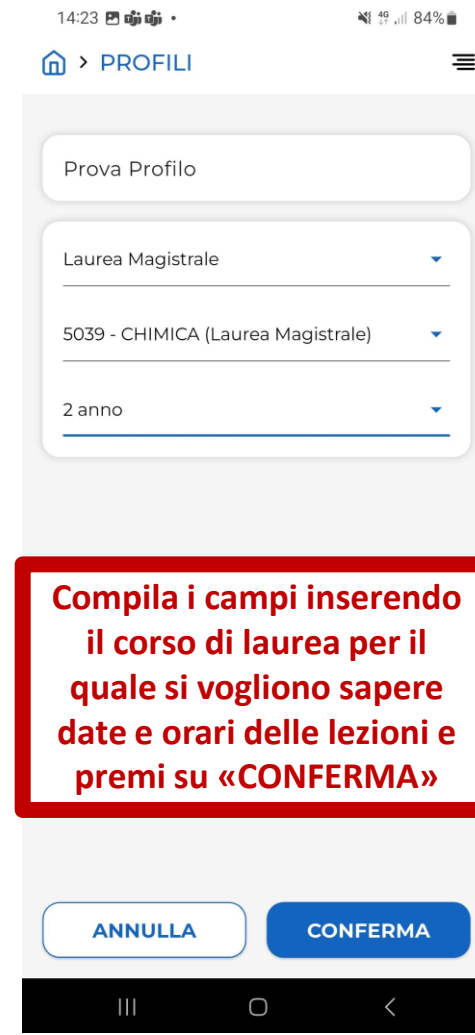 14:23 4G 84%
> PROFILI
Prova Profilo
Laurea Magistrale
5039 - CHIMICA (Laurea Magistrale)
2 anno
Compila i campi inserendo
il corso di laurea per il
quale si vogliono sapere
date e orari delle lezioni e
premi su «CONFERMA»
ANNULLA CONFERMA